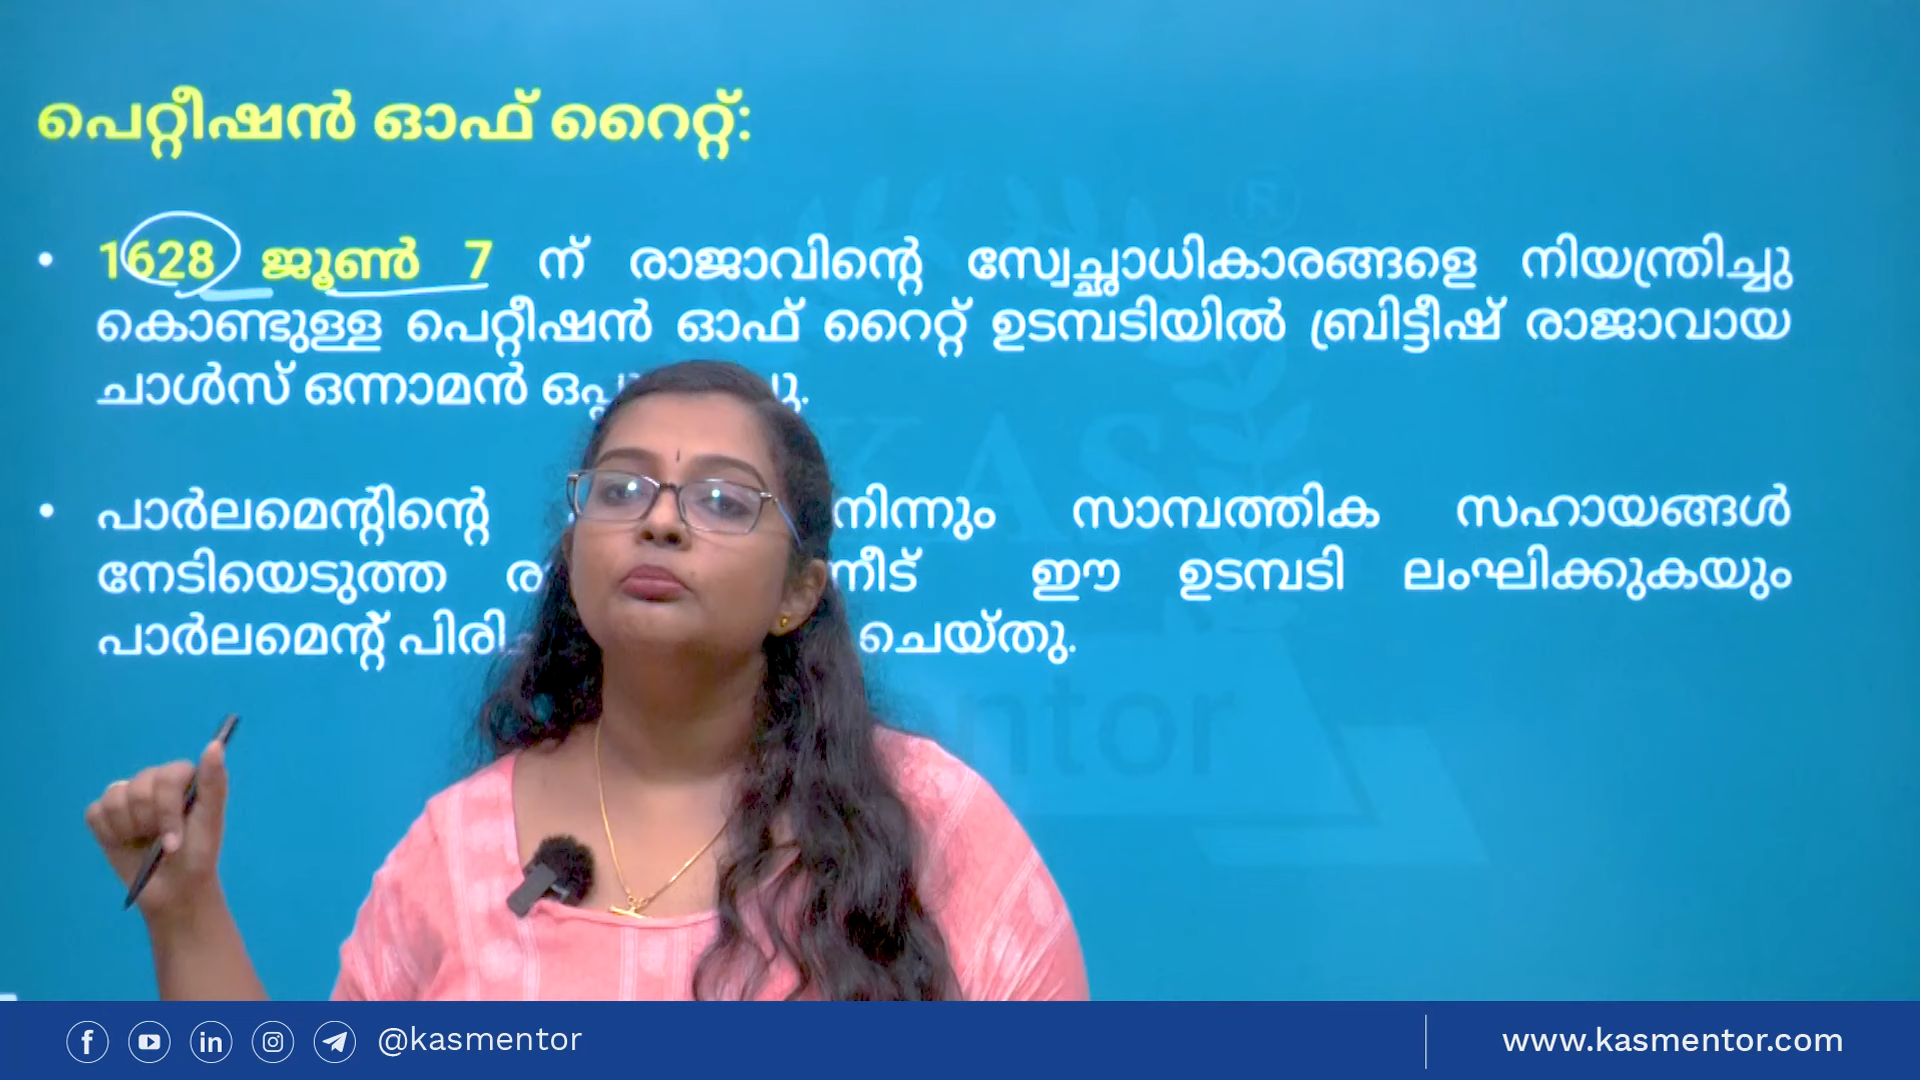 പെറ്റീഷൻ ഓഫ് റൈറ്റ്:
• 1628 ജൂൺ 7 ന് രാജാവിന്റെ സ്വേച്ഛാധികാരങ്ങളെ നിയന്ത്രിച്ചു
കൊണ്ടുള്ള പെറ്റീഷൻ ഓഫ് റൈറ്റ് ഉടമ്പടിയിൽ ബ്രിട്ടീഷ് രാജാവായ
ചാൾസ് ഒന്നാമൻ
• പാർലമെന്റിന്റെ നിന്നും സാമ്പത്തിക സഹായങ്ങൾ
നേടിയെടുത്ത ഈ ഉടമ്പടി ലംഘിക്കുകയും
പാർലമെന്റ് ചെയ്തു.
KAS
@kasmentor
www.kasmentor.com